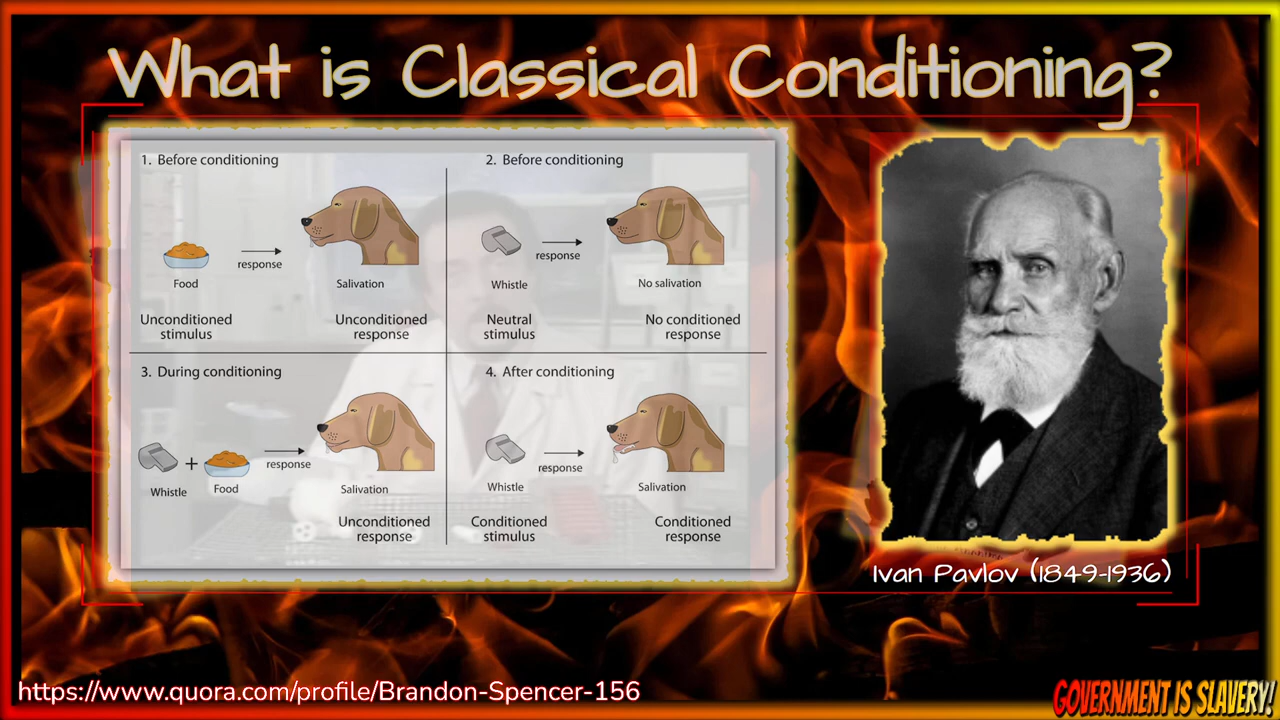 What is Classical Conditioning?
1. Before conditioning
response
Food
Salivation
Unconditioned
stimulus
Unconditioned
response
2. Before conditioning
response
Whistle
No salivation
Neutral
stimulus
No conditioned
response
3. During conditioning
+
response
Whistle
Food
Salivation
Unconditioned
response
4. After conditioning
response
Whistle
Salivation
Conditioned
stimulus
Conditioned
response
Ivan Pavlov (1849-1936)
https://www.quora.com/profile/Brandon-Spencer-156
GOVERNMENT IS SLAVERY!